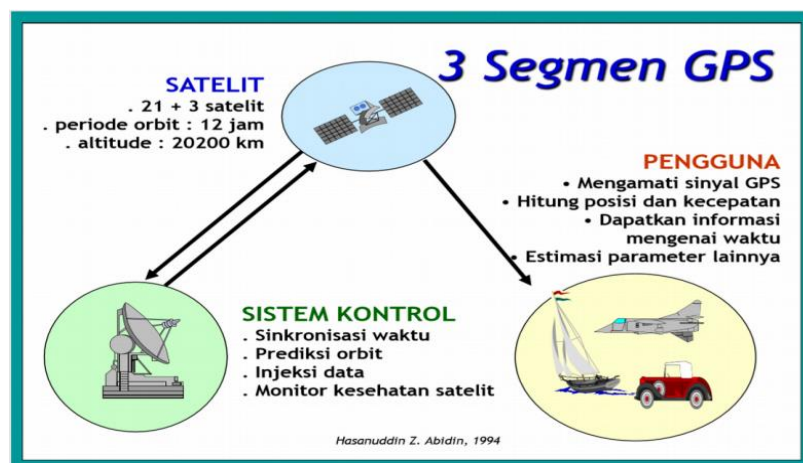 3 Segmen GPS
SATELIT
. 21 + 3 satelit
. periode orbit : 12 jam
. altitude : 20200 km
PENGGUNA
• Mengamati sinyal GPS
• Hitung posisi dan kecepatan
• Dapatkan informasi
mengenai waktu
• Estimasi parameter lainnya
SISTEM KONTROL
. Sinkronisasi waktu
. Prediksi orbit
. Injeksi data
. Monitor kesehatan satelit
Hasanuddin Z. Abidin, 1994